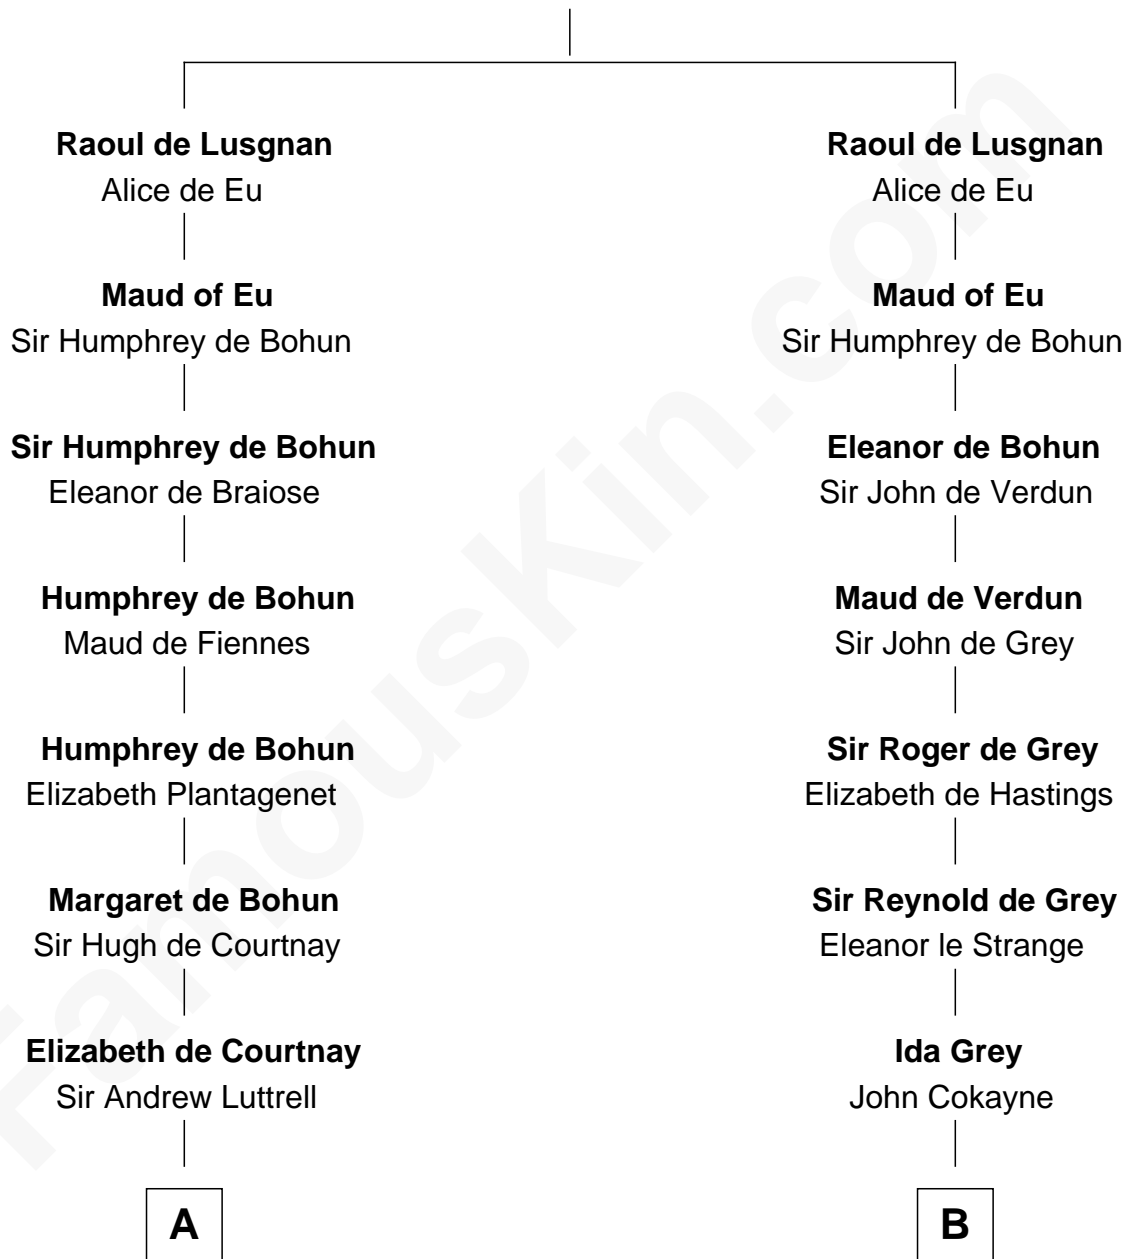 Raoul de Lusgnan
Alice de Eu
Maud of Eu
Sir Humphrey de Bohun
Sir Humphrey de Bohun
Eleanor de Braiose
Humphrey de Bohun
Maud de Fiennes
Humphrey de Bohun
Elizabeth Plantagenet
Margaret de Bohun
Sir Hugh de Courtnay
Elizabeth de Courtnay
Sir Andrew Luttrell
A
Raoul de Lusgnan
Alice de Eu
Maud of Eu
Sir Humphrey de Bohun
Eleanor de Bohun
Sir John de Verdun
Maud de Verdun
Sir John de Grey
Sir Roger de Grey
Elizabeth de Hastings
Sir Reynold de Grey
Eleanor le Strange
Ida Grey
John Cokayne
B
FamousKin.com